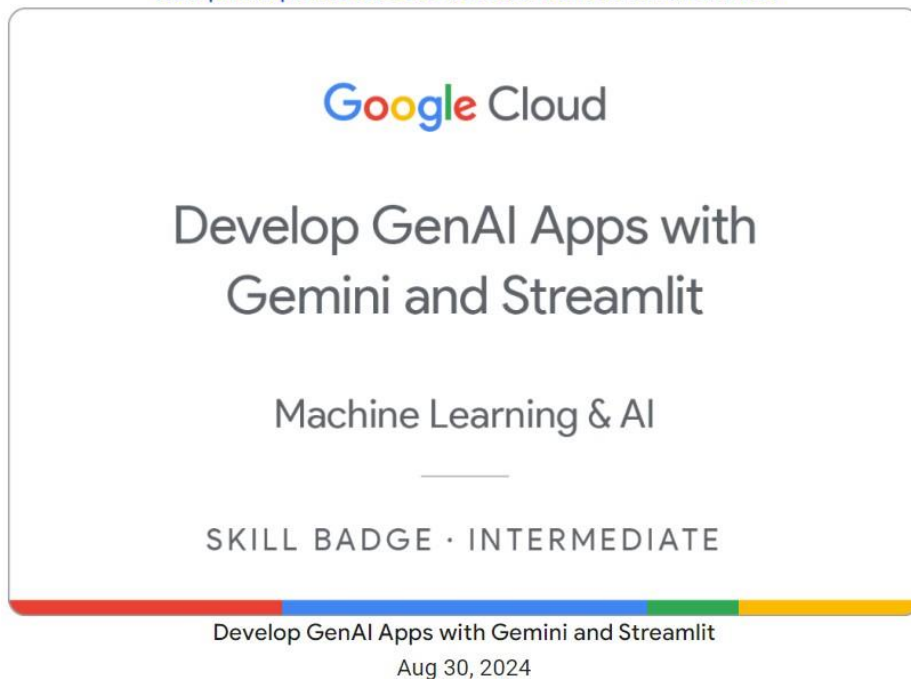 Google Cloud
Develop GenAI Apps with
Gemini and Streamlit
Machine Learning & AI
SKILL BADGE · INTERMEDIATE
Develop GenAI Apps with Gemini and Streamlit
Aug 30, 2024